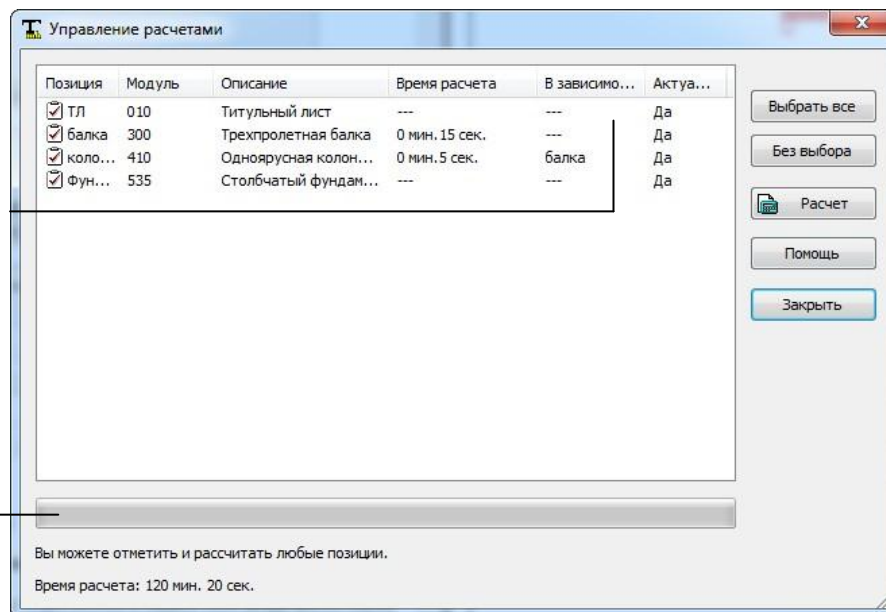 Управление расчетами
Позиция Модуль Описание Время расчета В зависимо... Актуа...
ТЛ 010 Титульный лист --- --- Да
балка 300 Трехпролетная балка 0 мин. 15 сек. --- Да
коло... 410 Одноярусная колон... 0 мин. 5 сек. балка Да
Фун... 535 Столбчатый фундам... --- --- Да
Выбрать все
Без выбора
Расчет
Помощь
Закрыть
Вы можете отметить и рассчитать любые позиции.
Время расчета: 120 мин. 20 сек.